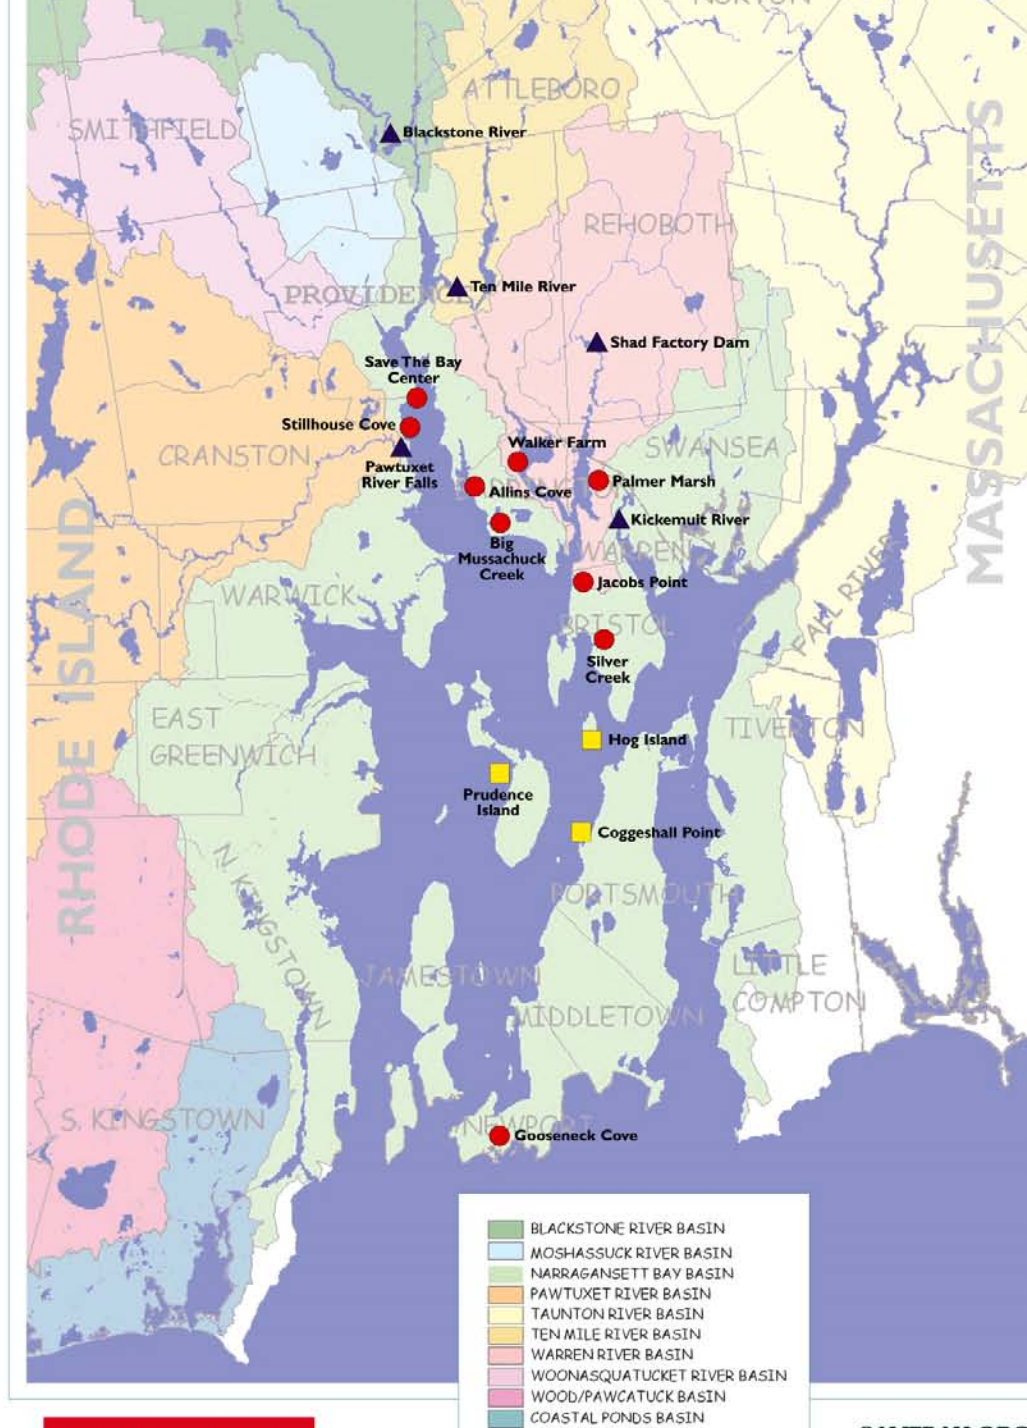 NORTON
ATTLEBORO
SMITHFIELD
Blackstone River
MASSACHUSETTS
REHOBOTH
PROVIDENCE
Ten Mile River
Shad Factory Dam
Save The Bay
Center
Stillhouse Cove
CRANSTON
Walker Farm
SWANSEA
Pawtuxet
River Falls
BARRINGTON
Allins Cove
Palmer Marsh
Kickemuit River
Big
Mussachuck
Creek
WARREN
Jacobs Point
WARWICK
BRISTOL
FALL RIVER
Silver
Creek
RHODE ISLAND
EAST
GREENWICH
TIVERTON
Hog Island
Prudence
Island
Coggeshall Point
N. KINGSTOWN
PORTSMOUTH
JAMESTOWN
LITTLE
COMPTON
MIDDLETOWN
S. KINGSTOWN
NEWPORT
Gooseneck Cove
BLACKSTONE RIVER BASIN
MOSHASSUCK RIVER BASIN
NARRAGANSETT BAY BASIN
PAWTUXET RIVER BASIN
TAUNTON RIVER BASIN
TEN MILE RIVER BASIN
WARREN RIVER BASIN
WOONASQUATUCKET RIVER BASIN
WOOD/PAWCATUCK BASIN
COASTAL PONDS BASIN